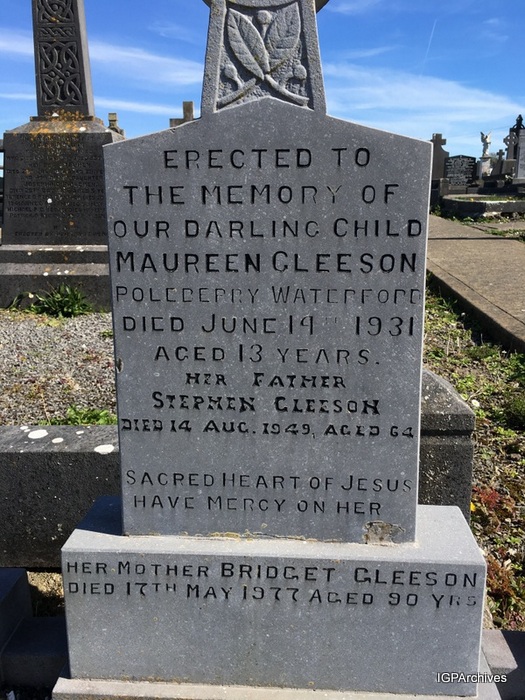 ERECTED TO
THE MEMORY OF
OUR DARLING CHILD
MAUREEN GLEESON
POLEBERRY WATERFORD
DIED JUNE 14TH 1931
AGED 13 YEARS.
HER FATHER
STEPHEN GLEESON
DIED 14 AUG. 1949, AGED 64
SACRED HEART OF JESUS
HAVE MERCY ON HER
HER MOTHER BRIDGET GLEESON
DIED 17TH MAY 1977 AGED 90 YRS
IGPArchives